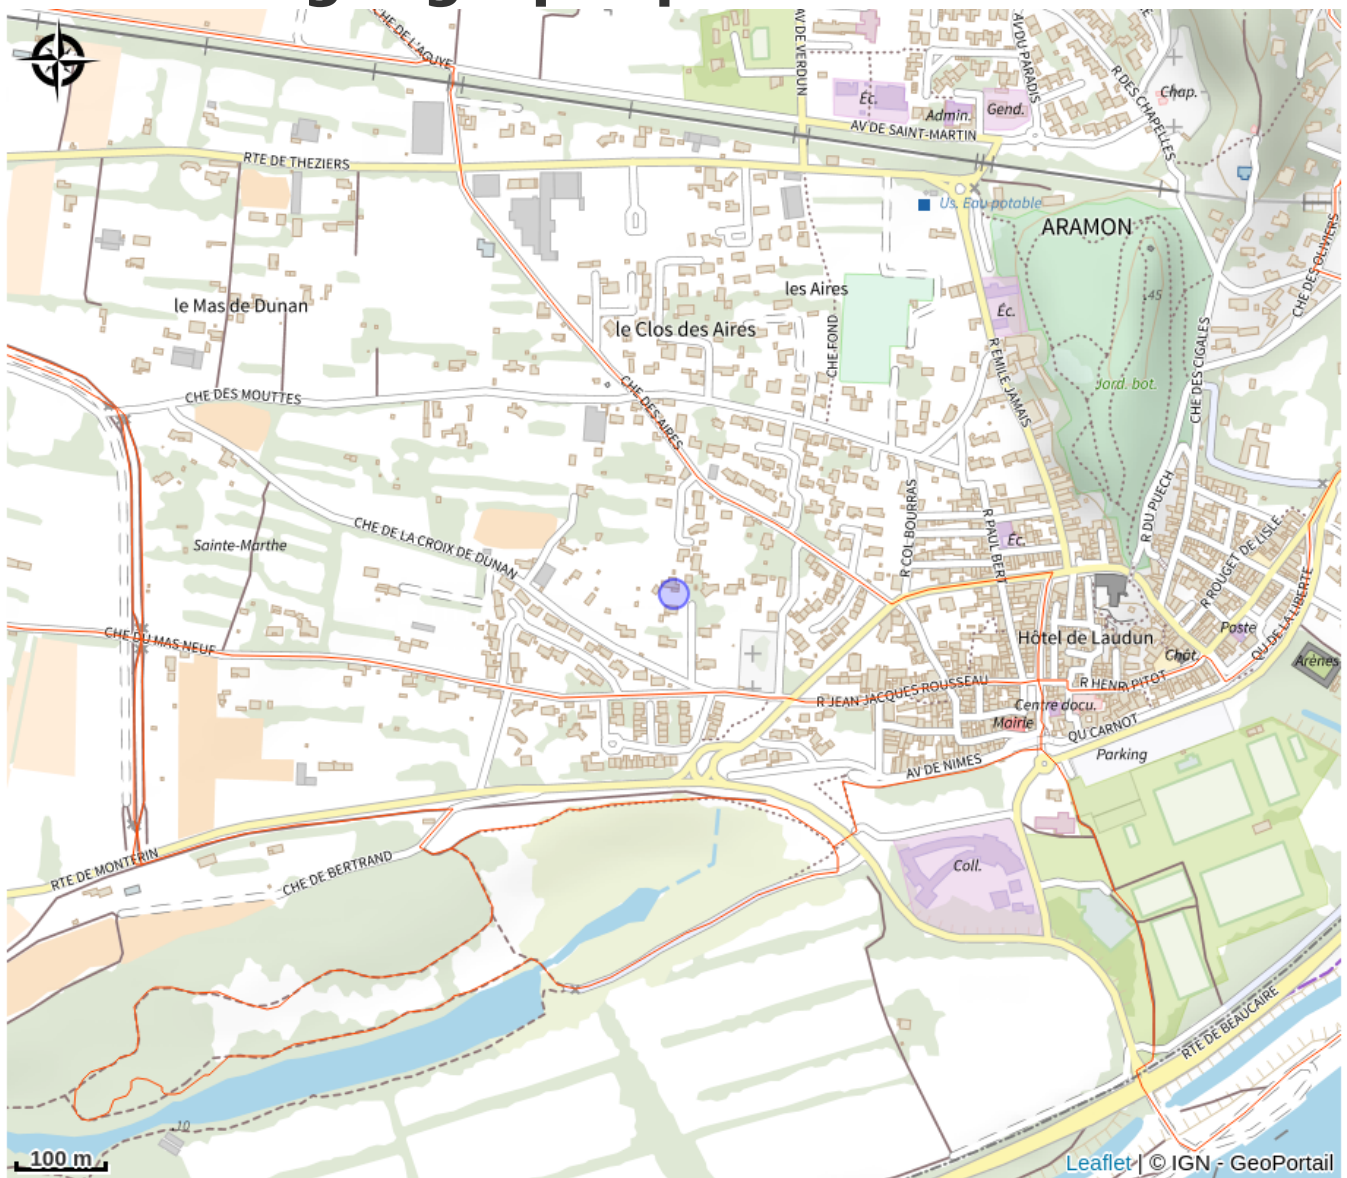 CHE DE L'AGUYE
AV DE VERDUN
AV DU PARADIS
R DES CHAPELLES
Chap.
Éc.
Admin.
Gend.
AV DE SAINT-MARTIN
RTE DE THEZIERS
Us. Eau potable
ARAMON
CHE DES OLIVIERS
le Mas de Dunan
les Aires
45
Éc.
le Clos des Aires
CHE FOND
R EMILE JAMAIS
CHE DES CIGALES
Jard. bot.
CHE DES MOUTTES
CHE DES AIRES
R COL BOURRAS
R PAUL BERT
R DU PUECH
Éc.
Sainte-Marthe
CHE DE LA CROIX DE DUNAN
R ROUGET DE LISLE
QU DE LA LIBERTE
CHE DU MAS NEUF
Hôtel de Laudun
Poste
Chât.
Arènes
R JEAN JACQUES ROUSSEAU
R HENRI PITOT
Centre docu.
Mairie
QU CARNOT
Parking
AV DE NIMES
RTE DE MONTFRIN
CHE DE BERTRAND
Coll.
RTE DE BEAUCAIRE
10
100 m
Leaflet | © IGN - GeoPortail